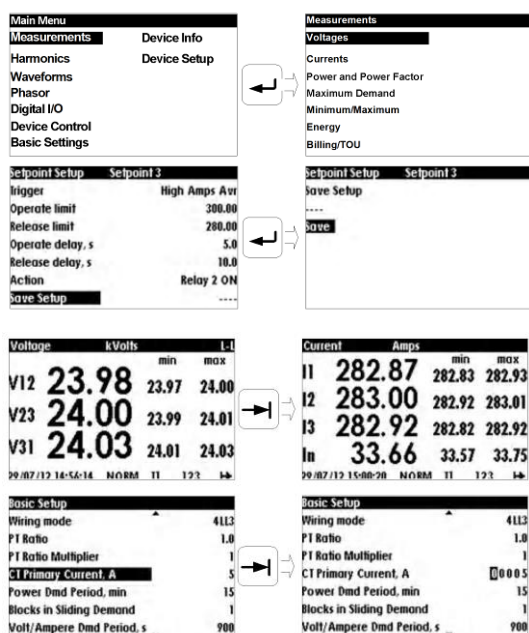 Main Menu
Measurements Device Info
Harmonics Device Setup
Waveforms
Phasor
Digital I/O
Device Control
Basic Settings
Measurements
Voltages
Currents
Power and Power Factor
Maximum Demand
Minimum/Maximum
Energy
Billing/TOU
Setpoint Setup Setpoint 3
Trigger High Amps Avr
Operate limit 300.00
Release limit 280.00
Operate delay, s 5.0
Release delay, s 10.0
Action Relay 2 ON
Save Setup ----
Setpoint Setup Setpoint 3
Save Setup
----
Save
Voltage kVolts L-L
min max
V12 23.98 23.97 24.00
V23 24.00 23.99 24.01
V31 24.03 24.01 24.03
29/07/12 14:56:14 NORM T1 123
Current Amps
min max
I1 282.87 282.83 282.93
I2 283.00 282.92 283.01
I3 282.92 282.82 282.92
In 33.66 33.57 33.75
29/07/12 15:00:20 NORM T1 123
Basic Setup
Wiring mode 4LL3
PT Ratio 1.0
PT Ratio Multiplier 1
CT Primary Current, A 5
Power Dmd Period, min 15
Blocks in Sliding Demand 1
Volt/Ampere Dmd Period, s 900
Basic Setup
Wiring mode 4LL3
PT Ratio 1.0
PT Ratio Multiplier 1
CT Primary Current, A 00005
Power Dmd Period, min 15
Blocks in Sliding Demand 1
Volt/Ampere Dmd Period, s 900